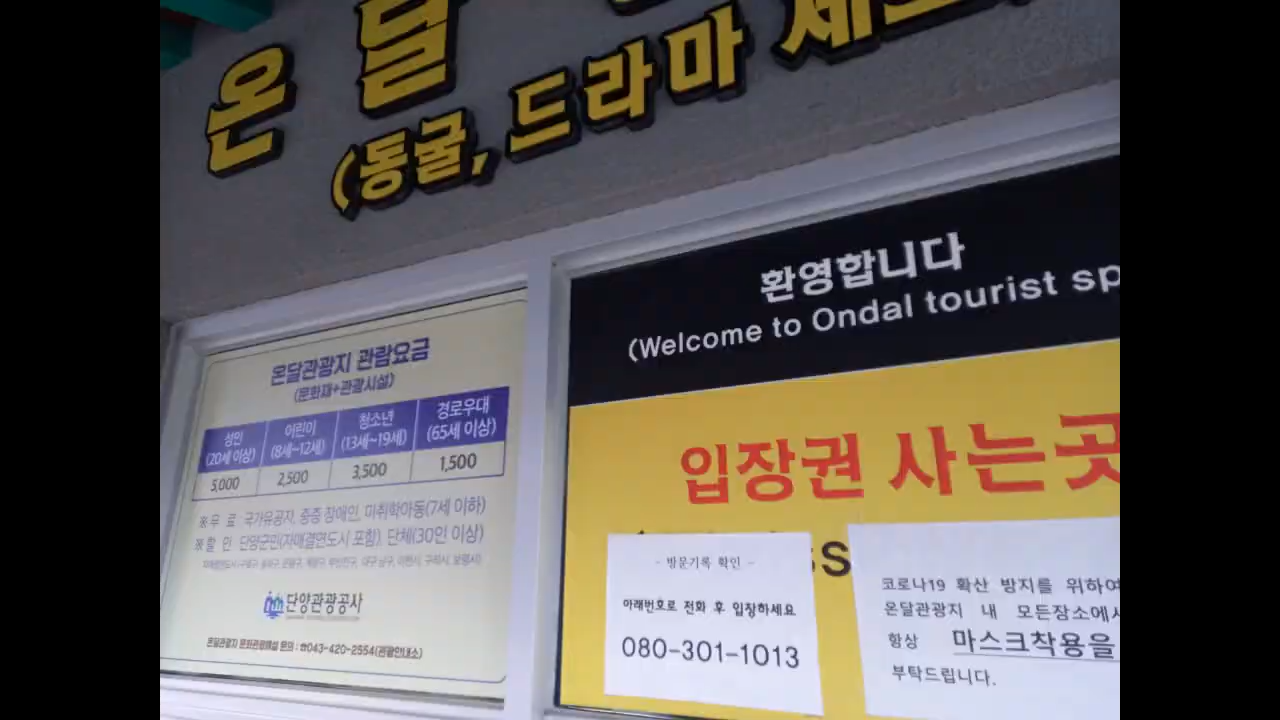 온달
(동굴, 드라마 세트
환영합니다
(Welcome to Ondal tourist sp
입장권 사는곳
온달관광지 관람요금
(문화재+관광시설)
성인 어린이 청소년 경로우대
(20세 이상) (8세~12세) (13세~19세) (65세 이상)
5,000 2,500 3,500 1,500
※무 료 국가유공자, 중증 장애인, 미취학아동(7세 이하)
※할 인 단양군민(자매결연도시 포함), 단체(30인 이상)
단양관광공사
온달관광지 문화관광해설 문의 : ☎043-420-2554(관광안내소)
- 방문기록 확인 -
아래번호로 전화 후 입장하세요
080-301-1013
코로나19 확산 방지를 위하여
온달관광지 내 모든장소에서
항상 마스크착용을
부탁드립니다.